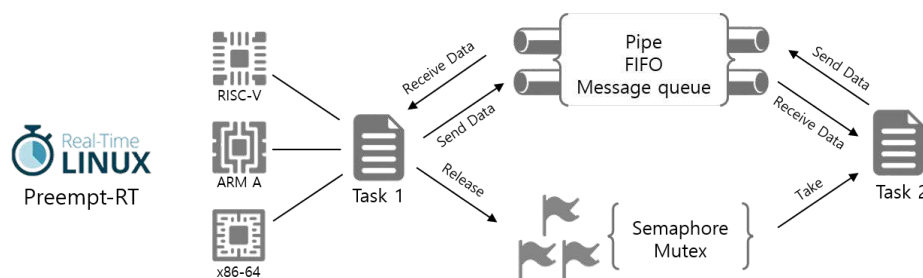 Real-Time
LINUX
Preempt-RT
RISC-V
ARM A
x86-64
Task 1
Receive Data
Send Data
Release
Pipe
FIFO
Message queue
Semaphore
Mutex
Send Data
Receive Data
Take
Task 2